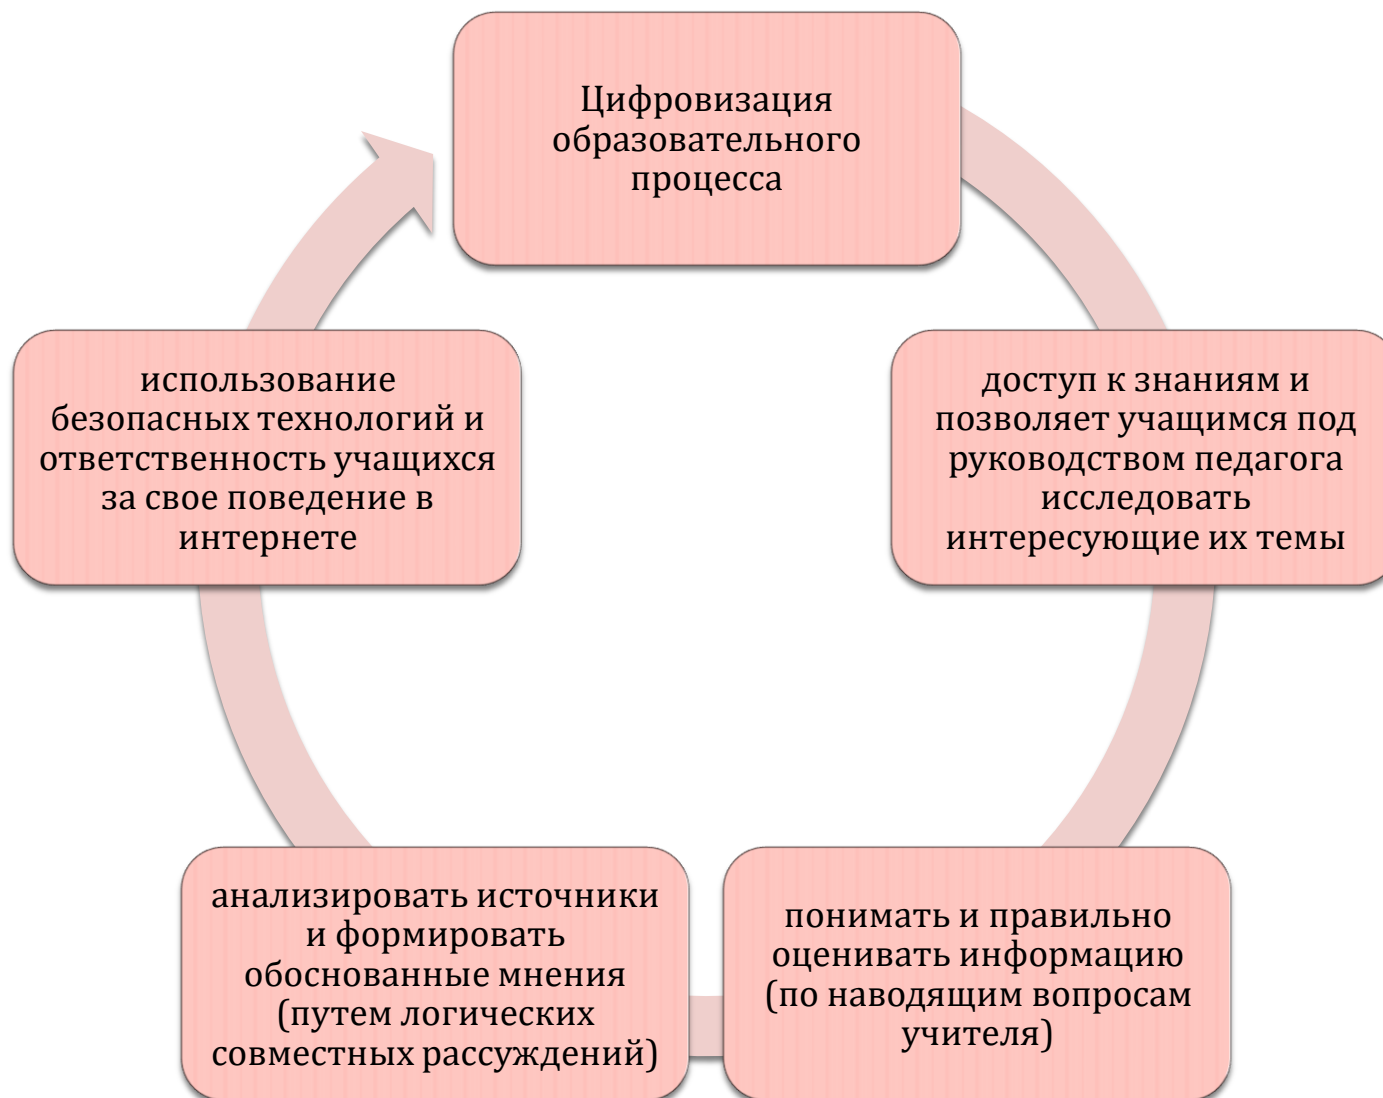 Цифровизация
образовательного
процесса
доступ к знаниям и
позволяет учащимся под
руководством педагога
исследовать
интересующие их темы
понимать и правильно
оценивать информацию
(по наводящим вопросам
учителя)
анализировать источники
и формировать
обоснованные мнения
(путем логических
совместных рассуждений)
использование
безопасных технологий и
ответственность учащихся
за свое поведение в
интернете